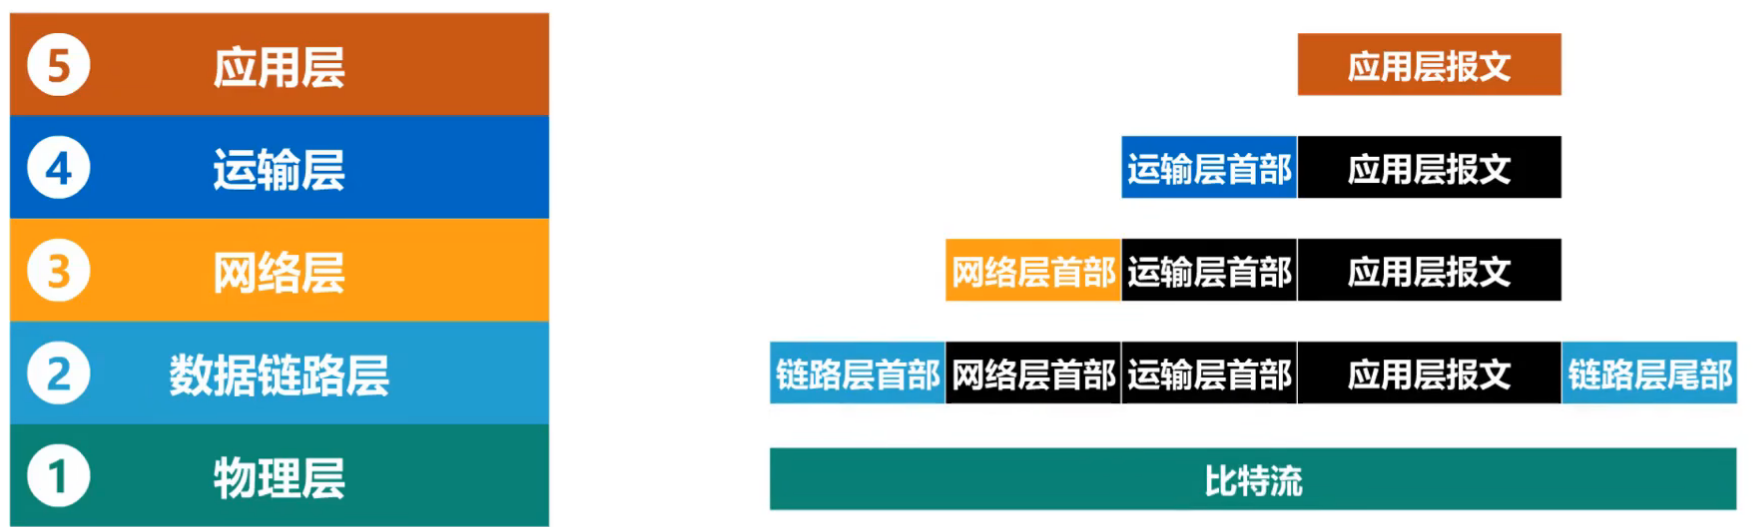 5 应用层 应用层报文
4 运输层 运输层首部 应用层报文
3 网络层 网络层首部 运输层首部 应用层报文
2 数据链路层 链路层首部 网络层首部 运输层首部 应用层报文 链路层尾部
1 物理层 比特流